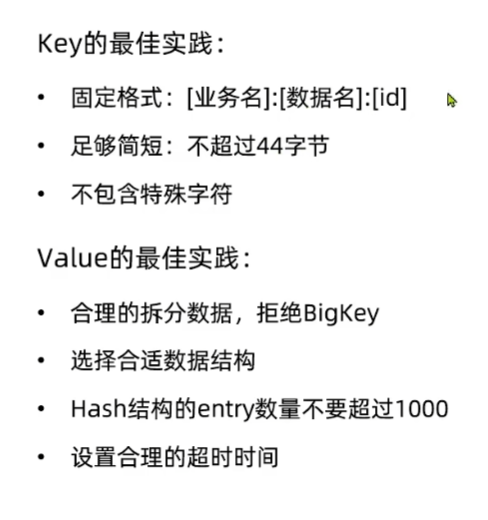 Key的最佳实践：
• 固定格式：[业务名]:[数据名]:[id]
• 足够简短：不超过44字节
• 不包含特殊字符
Value的最佳实践：
• 合理的拆分数据，拒绝BigKey
• 选择合适数据结构
• Hash结构的entry数量不要超过1000
• 设置合理的超时时间